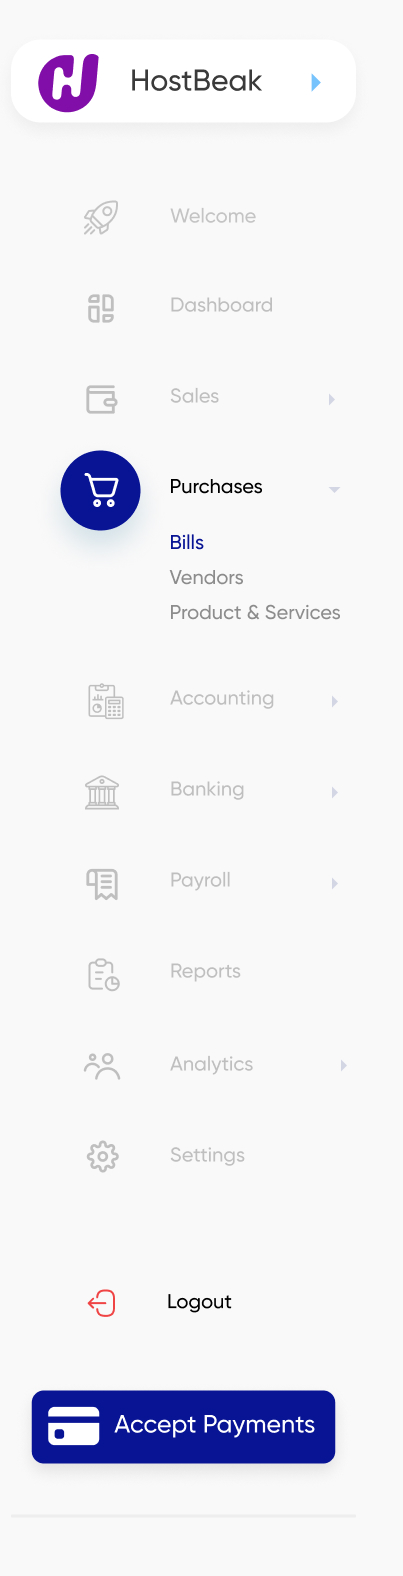 HostBeak
Welcome
Dashboard
Sales
Purchases
Bills
Vendors
Product & Services
Accounting
Banking
Payroll
Reports
Analytics
Settings
Logout
Accept Payments